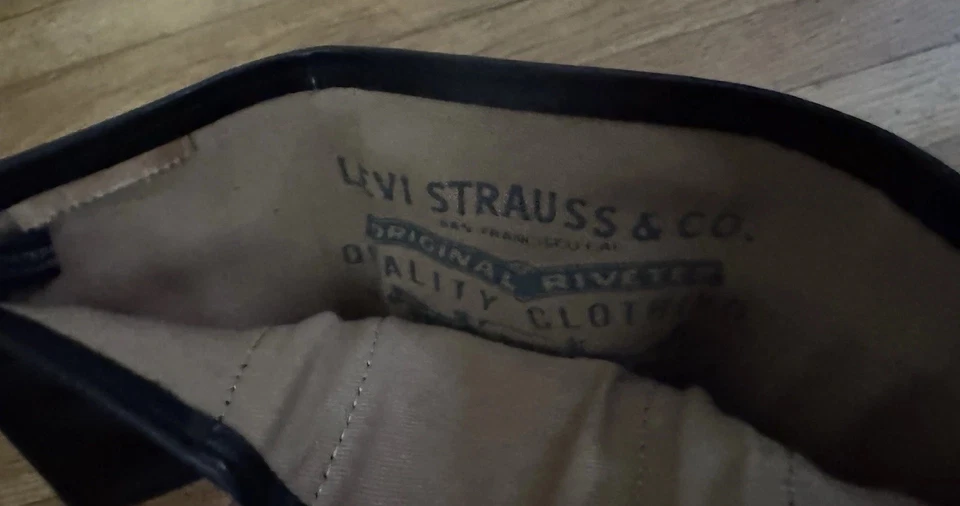 LEVI STRAUSS & CO.
SAN FRANCISCO CAL
ORIGINAL RIVETED
QUALITY CLOTHING